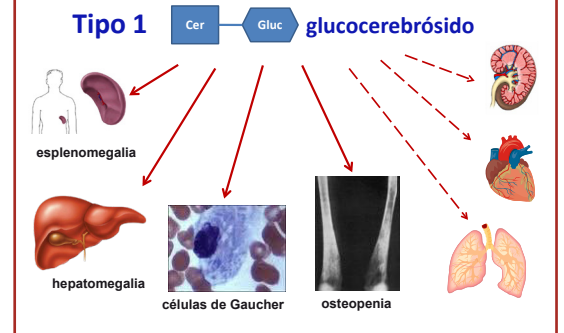 Tipo 1 Cer Gluc glucocerebrósido
esplenomegalia
hepatomegalia
células de Gaucher
osteopenia